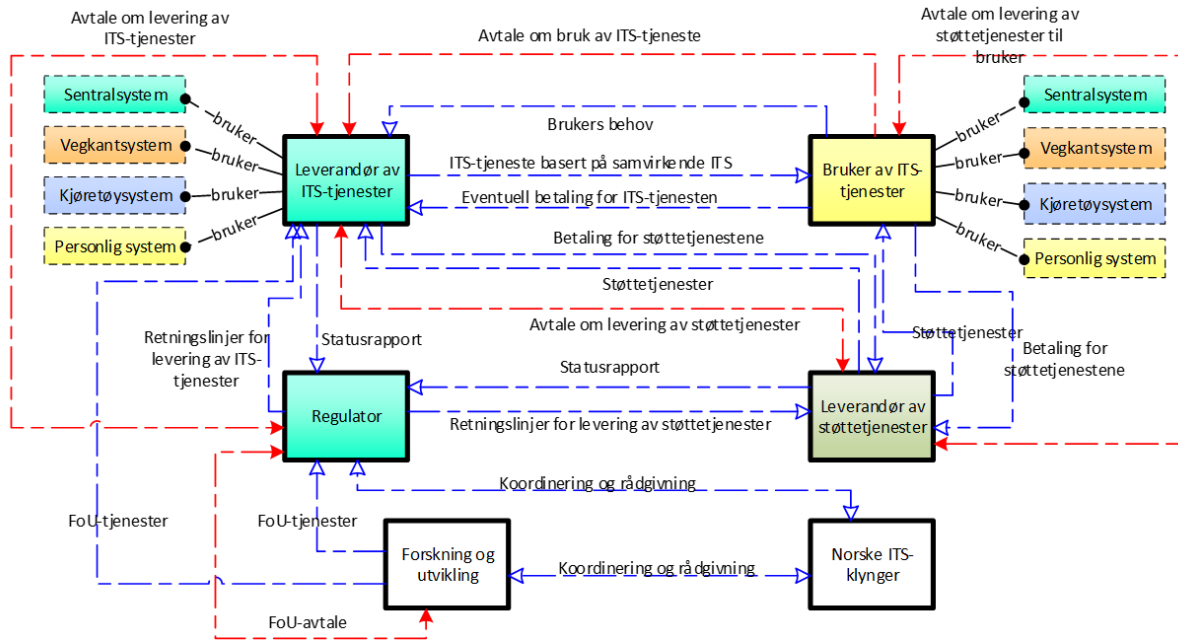 Avtale om levering av
ITS-tjenester
Avtale om bruk av ITS-tjeneste
Avtale om levering av
støttetjenester til
bruker
Sentralsystem
Vegkantsystem
Kjøretøysystem
Personlig system
bruker
bruker
bruker
bruker
Leverandør av
ITS-tjenester
Brukers behov
ITS-tjeneste basert på samvirkende ITS
Eventuell betaling for ITS-tjenesten
Bruker av ITS-
tjenester
bruker
bruker
bruker
bruker
Sentralsystem
Vegkantsystem
Kjøretøysystem
Personlig system
Betaling for støttetjenestene
Støttetjenester
Avtale om levering av støttetjenester
Retningslinjer for
levering av ITS-
tjenester
Statusrapport
Statusrapport
Støttetjenester
Betaling for
støttetjenestene
Regulator
Retningslinjer for levering av støttetjenester
Leverandør av
støttetjenester
Koordinering og rådgivning
FoU-tjenester
FoU-tjenester
Forskning og
utvikling
Koordinering og rådgivning
Norske ITS-
klynger
FoU-avtale